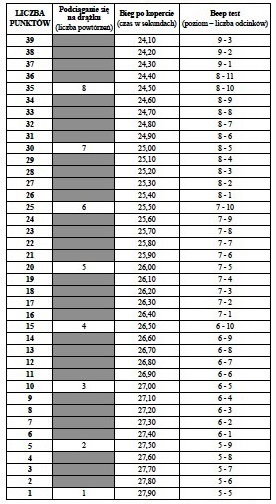 LICZBA PUNKTÓW Podciąganie się na drążku (liczba powtórzeń) Bieg po kopercie (czas w sekundach) Beep test (poziom – liczba odcinków)
39 24,10 9 - 3
38 24,20 9 - 2
37 24,30 9 - 1
36 24,40 8 - 11
35 8 24,50 8 - 10
34 24,60 8 - 9
33 24,70 8 - 8
32 24,80 8 - 7
31 24,90 8 - 6
30 7 25,00 8 - 5
29 25,10 8 - 4
28 25,20 8 - 3
27 25,30 8 - 2
26 25,40 8 - 1
25 6 25,50 7 - 10
24 25,60 7 - 9
23 25,70 7 - 8
22 25,80 7 - 7
21 25,90 7 - 6
20 5 26,00 7 - 5
19 26,10 7 - 4
18 26,20 7 - 3
17 26,30 7 - 2
16 26,40 7 - 1
15 4 26,50 6 - 10
14 26,60 6 - 9
13 26,70 6 - 8
12 26,80 6 - 7
11 26,90 6 - 6
10 3 27,00 6 - 5
9 27,10 6 - 4
8 27,20 6 - 3
7 27,30 6 - 2
6 27,40 6 - 1
5 2 27,50 5 - 9
4 27,60 5 - 8
3 27,70 5 - 7
2 27,80 5 - 6
1 1 27,90 5 - 5